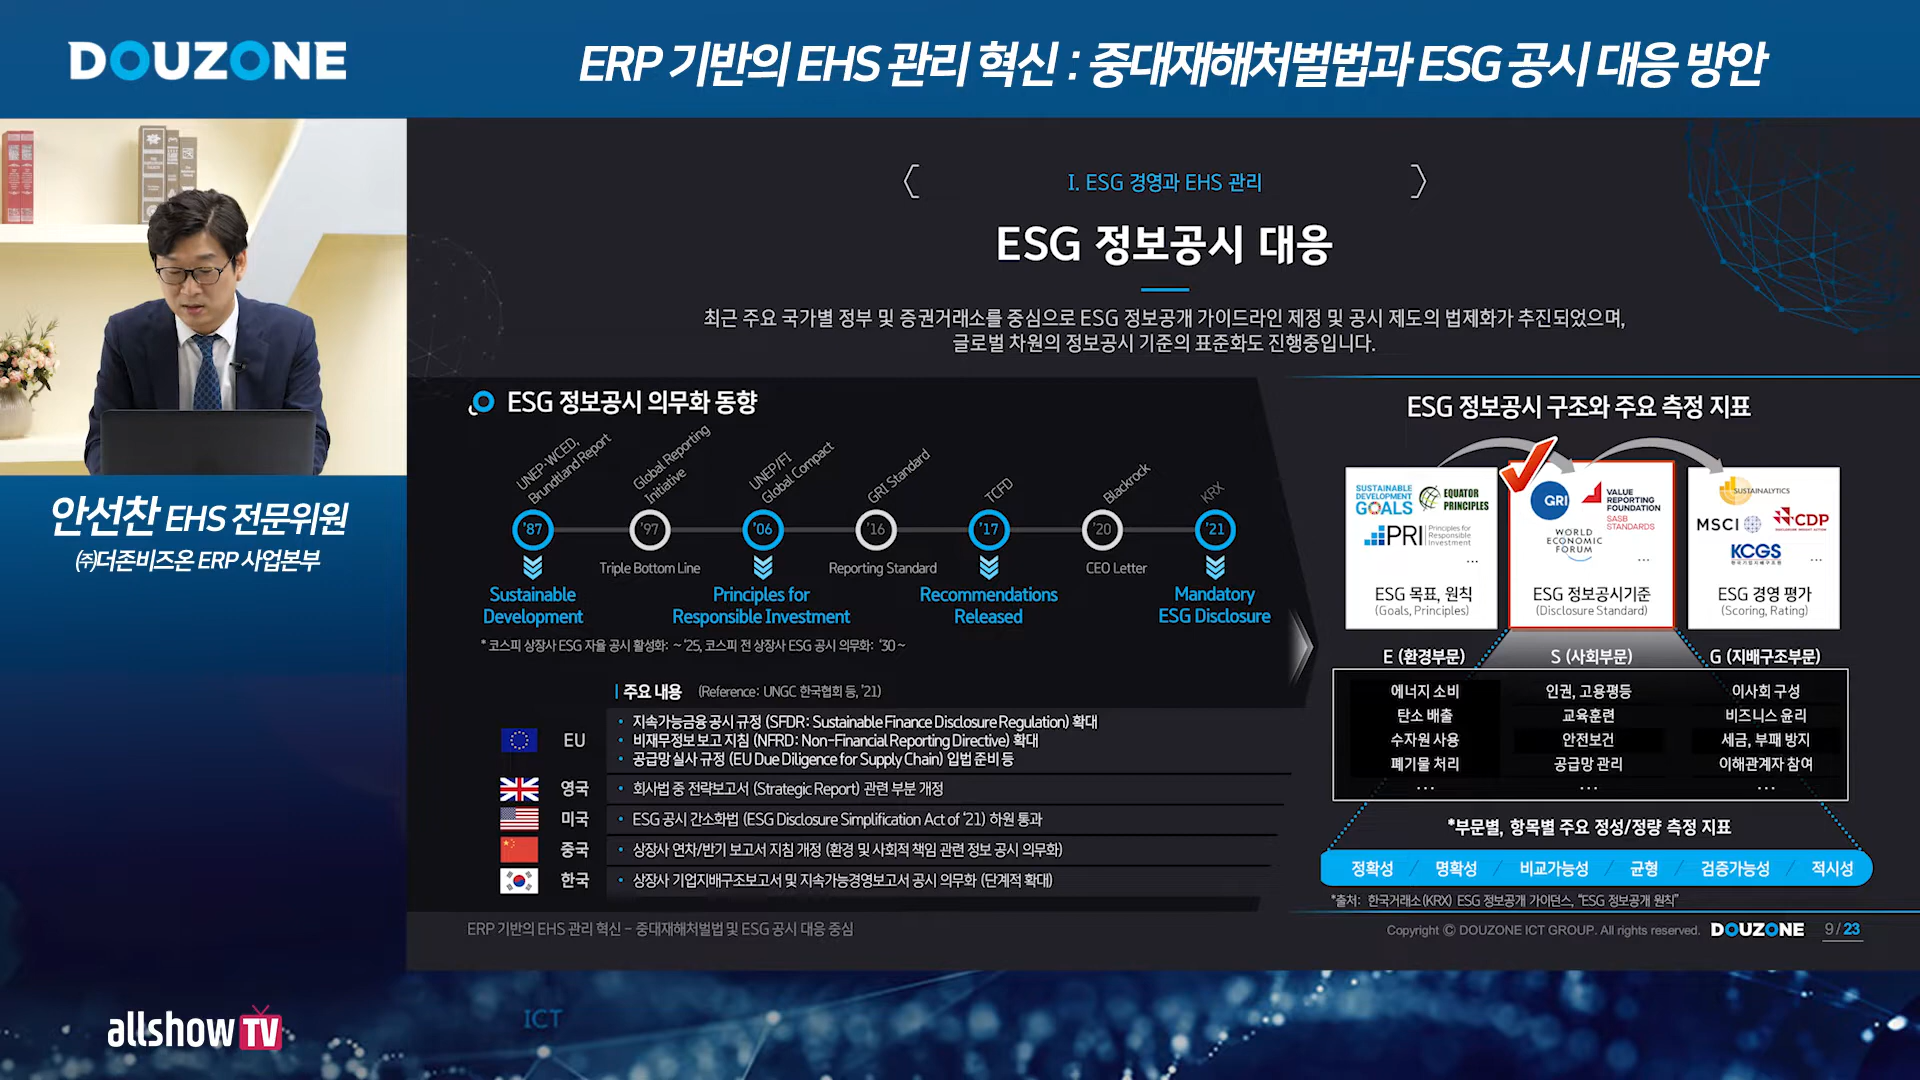 DOUZONE
ERP 기반의 EHS 관리 혁신 : 중대재해처벌법과 ESG 공시 대응 방안
안선찬 EHS 전문위원
㈜더존비즈온 ERP 사업본부
allshow TV
ICT
I. ESG 경영과 EHS 관리
ESG 정보공시 대응
최근 주요 국가별 정부 및 증권거래소를 중심으로 ESG 정보공개 가이드라인 제정 및 공시 제도의 법제화가 추진되었으며,
글로벌 차원의 정보공시 기준의 표준화도 진행중입니다.
ESG 정보공시 의무화 동향
UNEP-WCED,
Brundtland Report
Global Reporting
Initiative
UNEP/FI
Global Compact
GRI Standard
TCFD
Blackrock
KRX
'87
'97
'06
'16
'17
'20
'21
Sustainable
Development
Triple Bottom Line
Principles for
Responsible Investment
Reporting Standard
Recommendations
Released
CEO Letter
Mandatory
ESG Disclosure
* 코스피 상장사 ESG 자율 공시 활성화: ~ '25, 코스피 전 상장사 ESG 공시 의무화: '30 ~
주요 내용 (Reference: UNGC 한국협회 등, '21)
EU
• 지속가능금융 공시 규정 (SFDR: Sustainable Finance Disclosure Regulation) 확대
• 비재무정보 보고 지침 (NFRD: Non-Financial Reporting Directive) 확대
• 공급망 실사 규정 (EU Due Diligence for Supply Chain) 입법 준비 등
영국 • 회사법 중 전략보고서 (Strategic Report) 관련 부분 개정
미국 • ESG 공시 간소화법 (ESG Disclosure Simplification Act of '21) 하원 통과
중국 • 상장사 연차/반기 보고서 지침 개정 (환경 및 사회적 책임 관련 정보 공시 의무화)
한국 • 상장사 기업지배구조보고서 및 지속가능경영보고서 공시 의무화 (단계적 확대)
ESG 정보공시 구조와 주요 측정 지표
SUSTAINABLE
DEVELOPMENT
GOALS
EQUATOR
PRINCIPLES
PRI Principles for
Responsible
Investment
...
ESG 목표, 원칙
(Goals, Principles)
GRI
VALUE
REPORTING
FOUNDATION
SASB
STANDARDS
WORLD
ECONOMIC
FORUM
...
ESG 정보공시기준
(Disclosure Standard)
SUSTAINALYTICS
MSCI
CDP
KCGS
...
ESG 경영 평가
(Scoring, Rating)
E (환경부문) S (사회부문) G (지배구조부문)
에너지 소비 인권, 고용평등 이사회 구성
탄소 배출 교육훈련 비즈니스 윤리
수자원 사용 안전보건 세금, 부패 방지
폐기물 처리 공급망 관리 이해관계자 참여
... ... ...
*부문별, 항목별 주요 정성/정량 측정 지표
정확성 / 명확성 / 비교가능성 / 균형 / 검증가능성 / 적시성
*출처: 한국거래소(KRX) ESG 정보공개 가이던스, "ESG 정보공개 원칙"
ERP 기반의 EHS 관리 혁신 - 중대재해처벌법 및 ESG 공시 대응 중심
Copyright © DOUZONE ICT GROUP. All rights reserved. DOUZONE 9 / 23